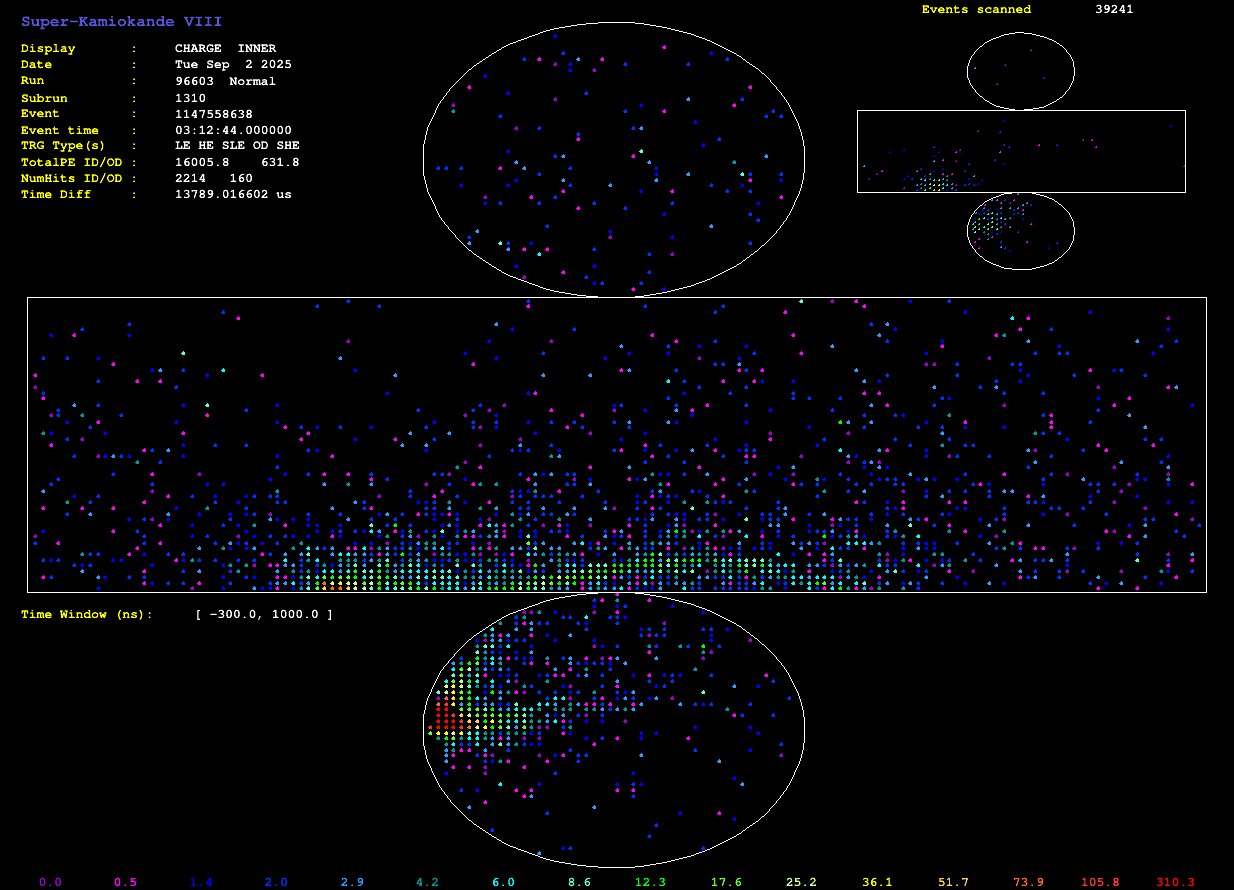 Super-Kamiokande VIII
Events scanned 39241
Display : CHARGE INNER
Date : Tue Sep 2 2025
Run : 96603 Normal
Subrun : 1310
Event : 1147558638
Event time : 03:12:44.000000
TRG Type(s) : LE HE SLE OD SHE
TotalPE ID/OD : 16005.8 631.8
NumHits ID/OD : 2214 160
Time Diff : 13789.016602 us
Time Window (ns): [ -300.0, 1000.0 ]
0.0 0.5 1.4 2.0 2.9 4.2 6.0 8.6 12.3 17.6 25.2 36.1 51.7 73.9 105.8 310.3